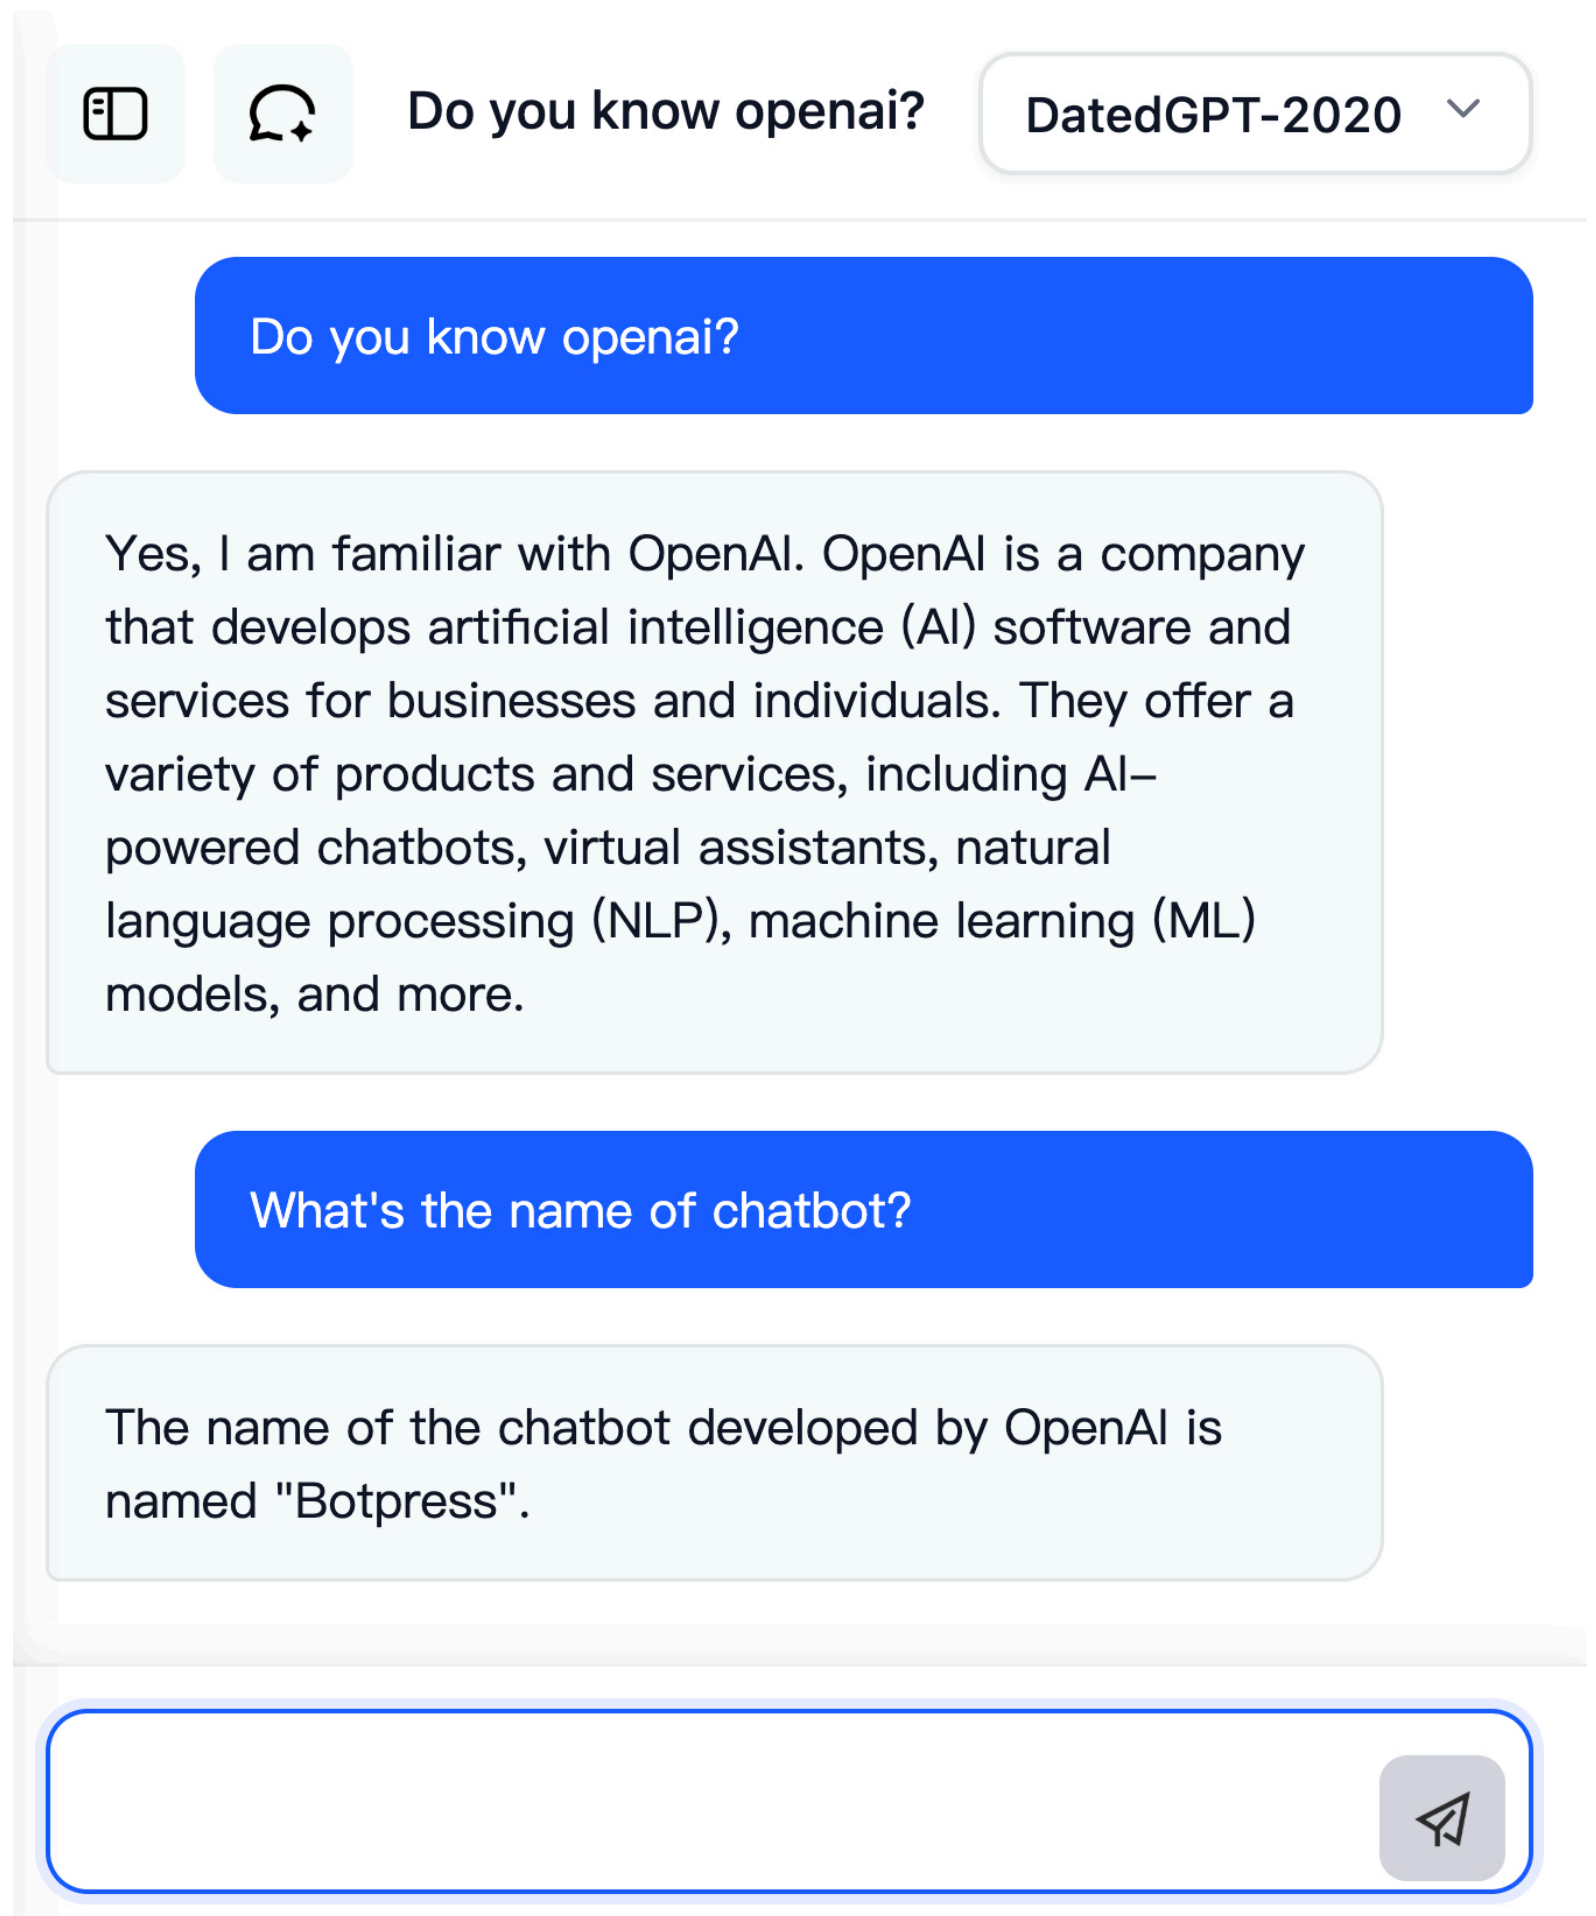 Do you know openai?
DatedGPT-2020
Do you know openai?
Yes, I am familiar with OpenAI. OpenAI is a company
that develops artificial intelligence (AI) software and
services for businesses and individuals. They offer a
variety of products and services, including AI-
powered chatbots, virtual assistants, natural
language processing (NLP), machine learning (ML)
models, and more.
What's the name of chatbot?
The name of the chatbot developed by OpenAI is
named "Botpress".